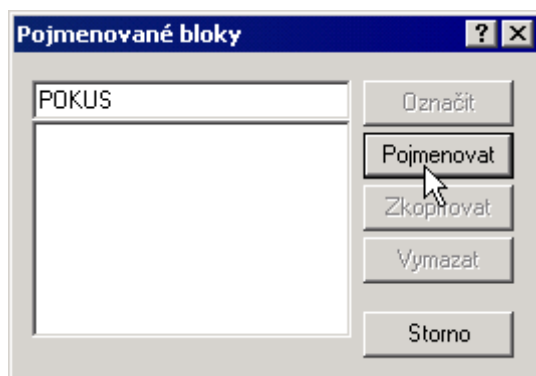 Pojmenované bloky
POKUS
Označit
Pojmenovat
Zkopírovat
Vymazat
Storno